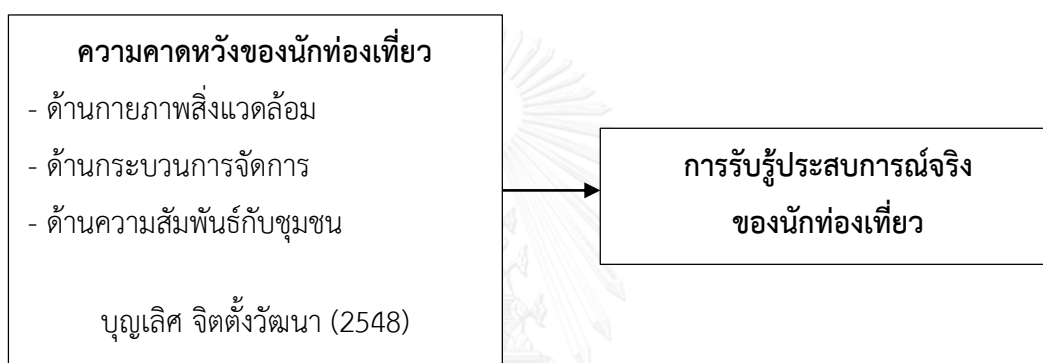 ความคาดหวังของนักท่องเที่ยว
- ด้านกายภาพสิ่งแวดล้อม
- ด้านกระบวนการจัดการ
- ด้านความสัมพันธ์กับชุมชน
บุญเลิศ จิตตั้งวัฒนา (2548)
การรับรู้ประสบการณ์จริง
ของนักท่องเที่ยว